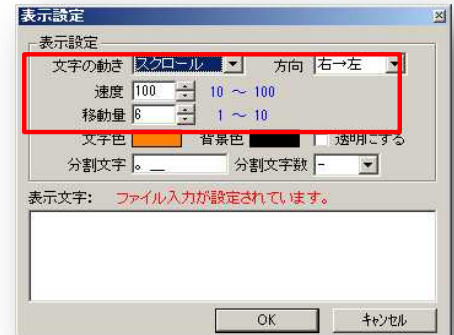 表示設定
表示設定
文字の動き スクロール 方向 右→左
速度 100 10 ～ 100
移動量 6 1 ～ 10
文字色 背景色 透明にする
分割文字 。＿ 分割文字数 -
表示文字: ファイル入力が設定されています。
OK キャンセル